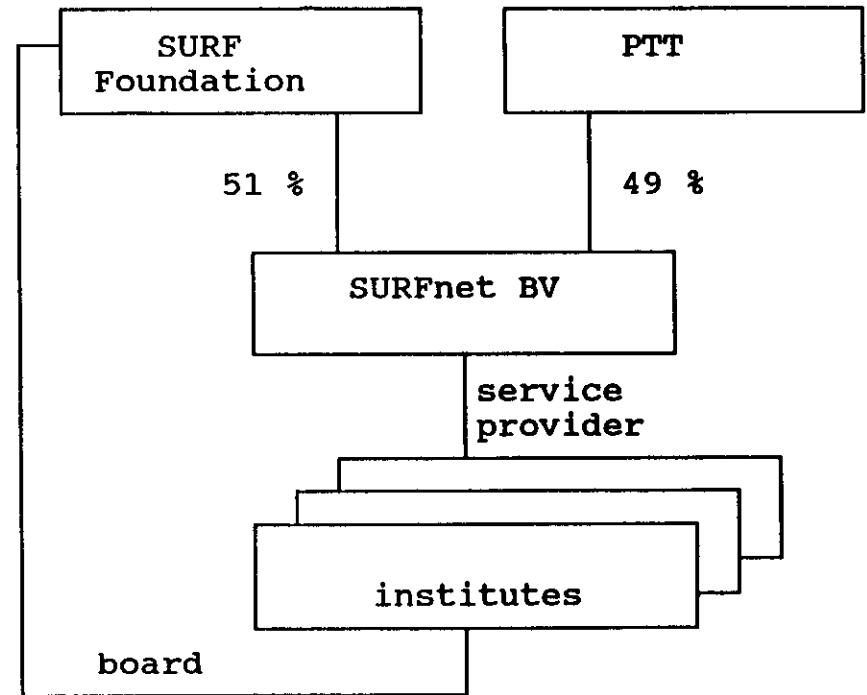 SURF
Foundation
PTT
51 %
49 %
SURFnet BV
service
provider
institutes
board